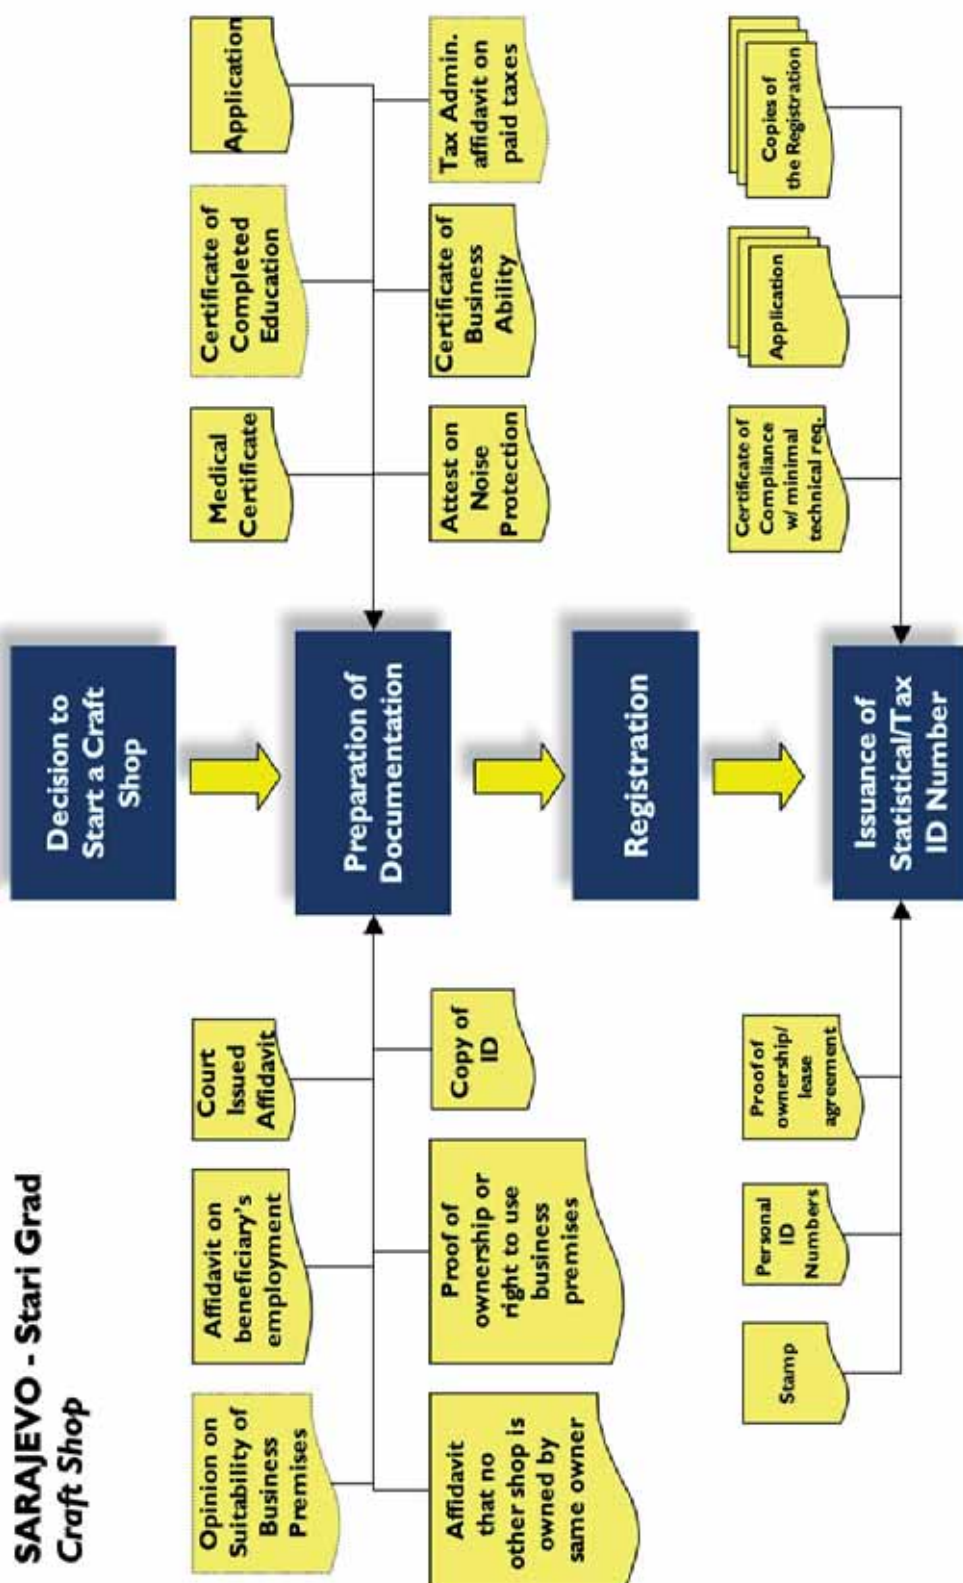 SARAJEVO - Stari Grad
Craft Shop
Decision to
Start a Craft
Shop
Opinion on
Suitability of
Business
Premises
Affidavit on
beneficiary's
employment
Court
Issued
Affidavit
Medical
Certificate
Certificate of
Completed
Education
Application
Preparation of
Documentation
Affidavit
that no
other shop is
owned by
same owner
Proof of
ownership or
right to use
business
premises
Copy of
ID
Attest on
Noise
Protection
Certificate of
Business
Ability
Tax Admin.
affidavit on
paid taxes
Registration
Stamp
Personal
ID
Numbers
Proof of
ownership/
lease
agreement
Certificate of
Compliance
w/ minimal
technical req.
Application
Copies of
the Registration
Issuance of
Statistical/Tax
ID Number